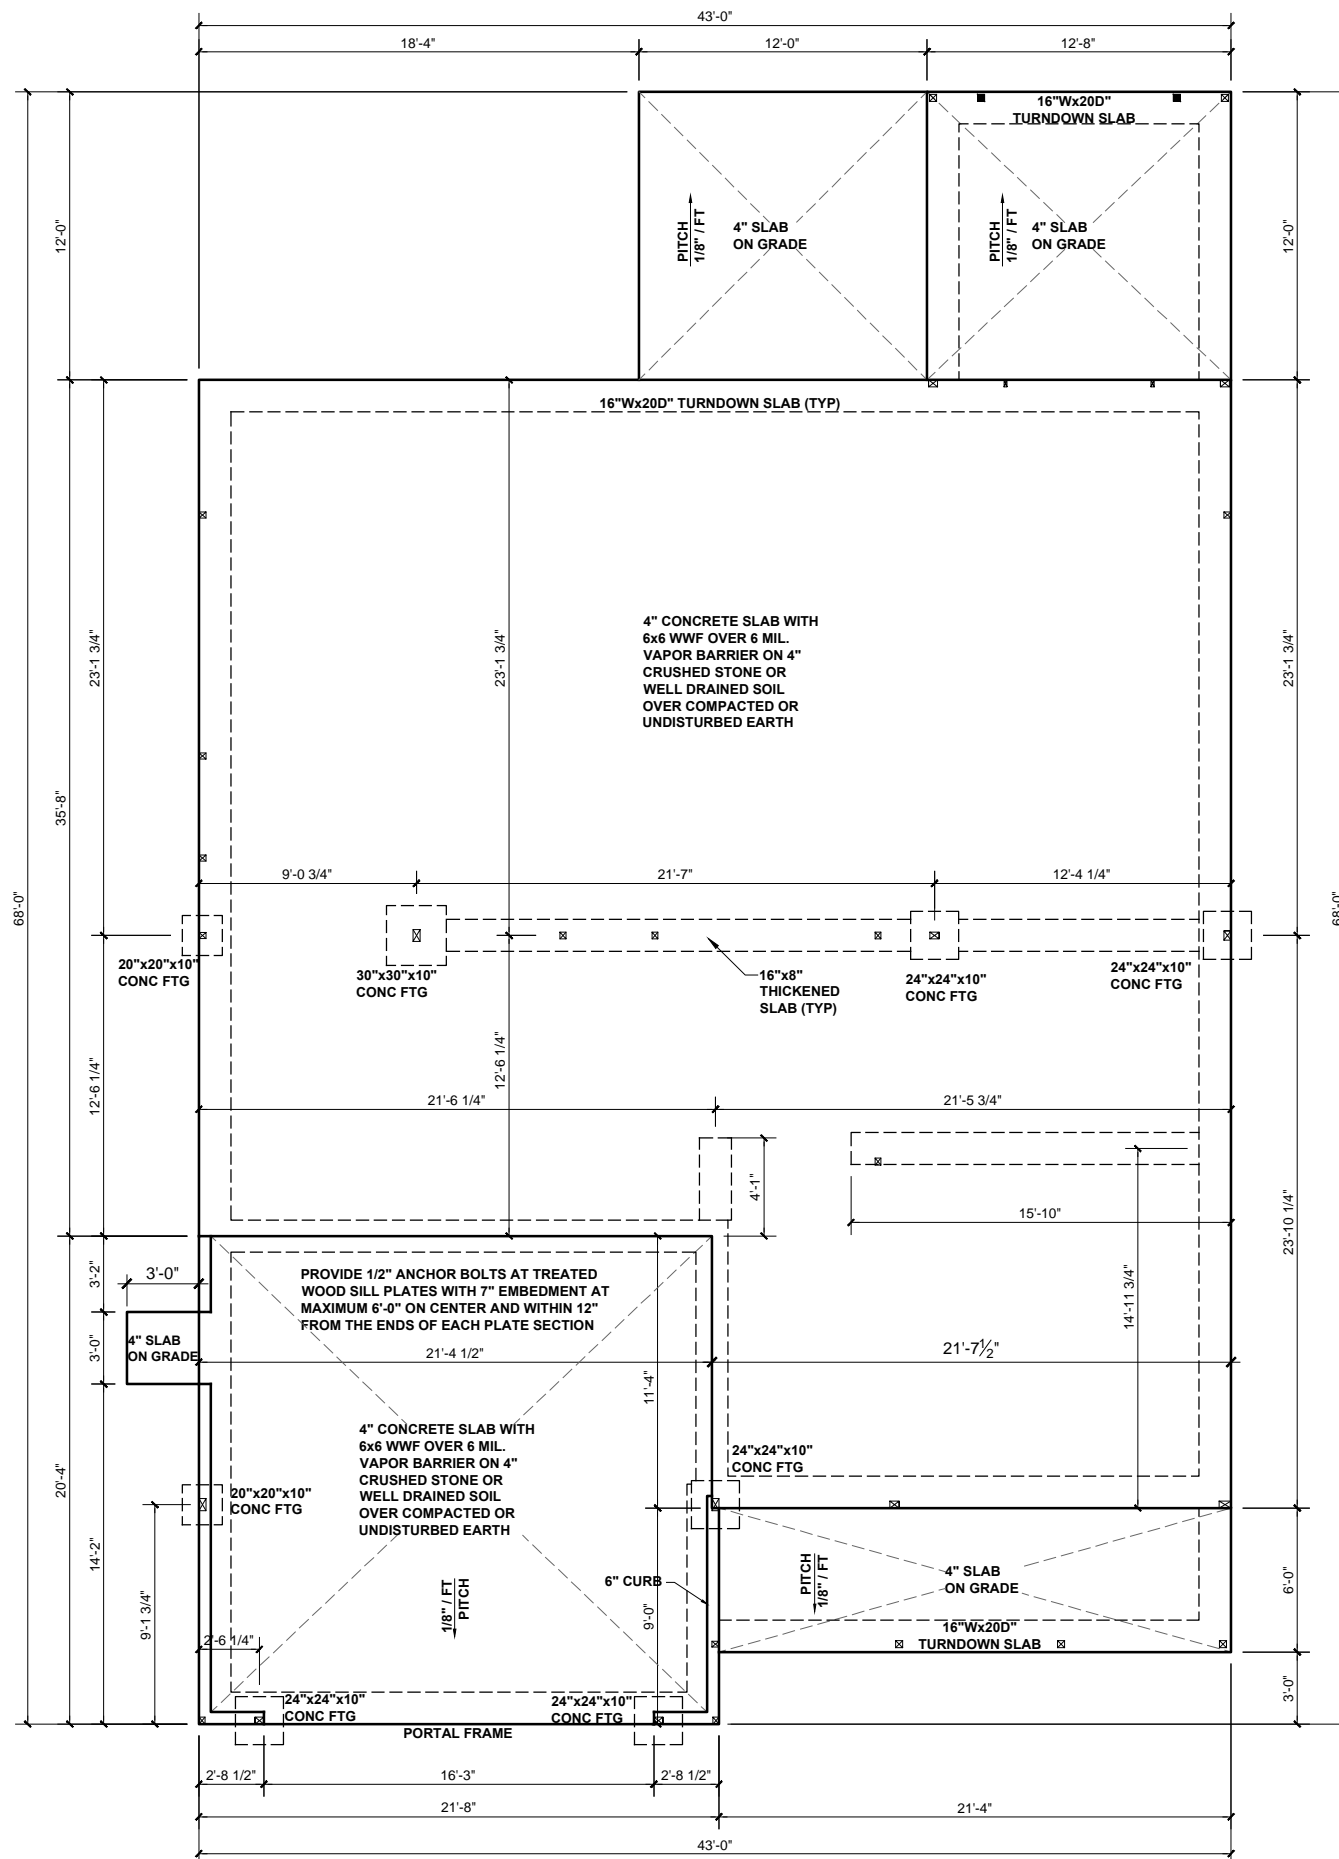 43'-0"
18'-4"
12'-0"
12'-8"
16"Wx20D"
TURNDOWN SLAB
12'-0"
PITCH
1/8" / FT
4" SLAB
ON GRADE
PITCH
1/8" / FT
4" SLAB
ON GRADE
12'-0"
16"Wx20D" TURNDOWN SLAB (TYP)
23'-1 3/4"
23'-1 3/4"
23'-1 3/4"
4" CONCRETE SLAB WITH
6x6 WWF OVER 6 MIL.
VAPOR BARRIER ON 4"
CRUSHED STONE OR
WELL DRAINED SOIL
OVER COMPACTED OR
UNDISTURBED EARTH
35'-8"
68'-0"
68'-0"
9'-0 3/4"
21'-7"
12'-4 1/4"
20"x20"x10"
CONC FTG
30"x30"x10"
CONC FTG
16"x8"
THICKENED
SLAB (TYP)
24"x24"x10"
CONC FTG
24"x24"x10"
CONC FTG
12'-6 1/4"
12'-6 1/4"
21'-6 1/4"
21'-5 3/4"
4'-1"
15'-10"
23'-10 1/4"
14'-11 3/4"
3'-2"
3'-0"
3'-0"
4" SLAB
ON GRADE
PROVIDE 1/2" ANCHOR BOLTS AT TREATED
WOOD SILL PLATES WITH 7" EMBEDMENT AT
MAXIMUM 6'-0" ON CENTER AND WITHIN 12"
FROM THE ENDS OF EACH PLATE SECTION
21'-4 1/2"
21'-7½"
11'-4"
4" CONCRETE SLAB WITH
6x6 WWF OVER 6 MIL.
VAPOR BARRIER ON 4"
CRUSHED STONE OR
WELL DRAINED SOIL
OVER COMPACTED OR
UNDISTURBED EARTH
24"x24"x10"
CONC FTG
20"x20"x10"
CONC FTG
20'-4"
14'-2"
9'-1 3/4"
2'-6 1/4"
1/8" / FT
PITCH
6" CURB
9'-0"
PITCH
1/8" / FT
4" SLAB
ON GRADE
16"Wx20D"
TURNDOWN SLAB
6'-0"
3'-0"
24"x24"x10"
CONC FTG
24"x24"x10"
CONC FTG
PORTAL FRAME
2'-8 1/2"
16'-3"
2'-8 1/2"
21'-8"
21'-4"
43'-0"